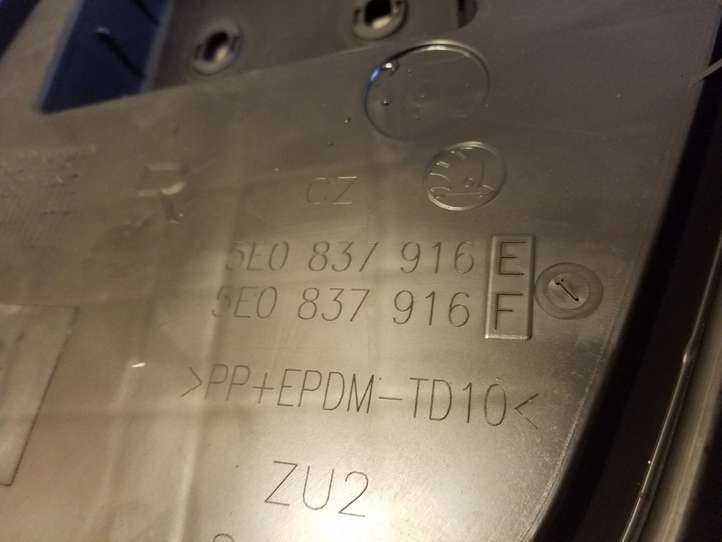 CZ
5E0 837 916 E
5E0 837 916 F
>PP+EPDM-TD10<
ZU2